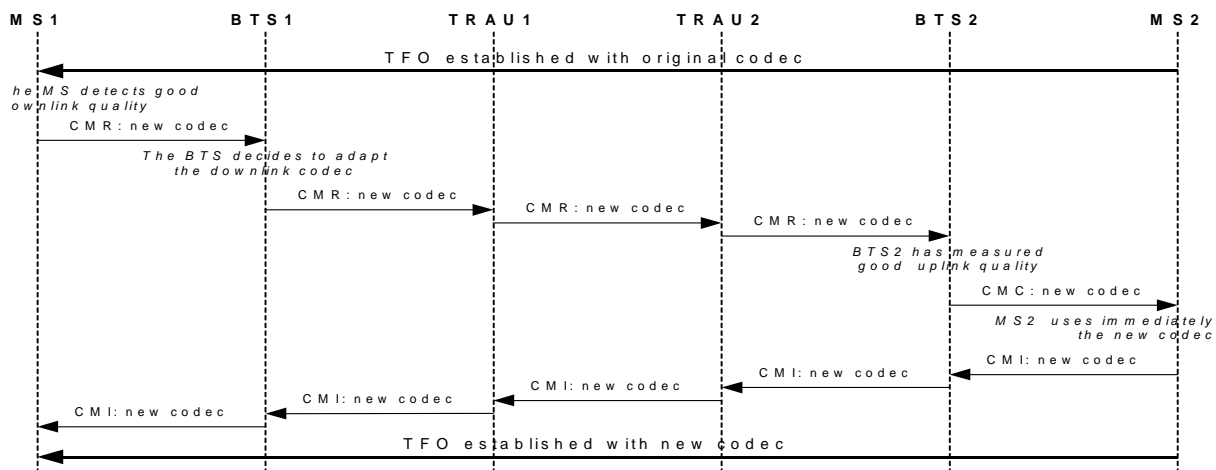 MS1 BTS1 TRAU1 TRAU2 BTS2 MS2
TFO established with original codec
he MS detects good
ownlink quality
CMR: new codec
The BTS decides to adapt
the downlink codec
CMR: new codec
CMR: new codec
CMR: new codec
BTS2 has measured
good uplink quality
CMC: new codec
MS2 uses immediately
the new codec
CMI: new codec
CMI: new codec
CMI: new codec
CMI: new codec
CMI: new codec
TFO established with new codec